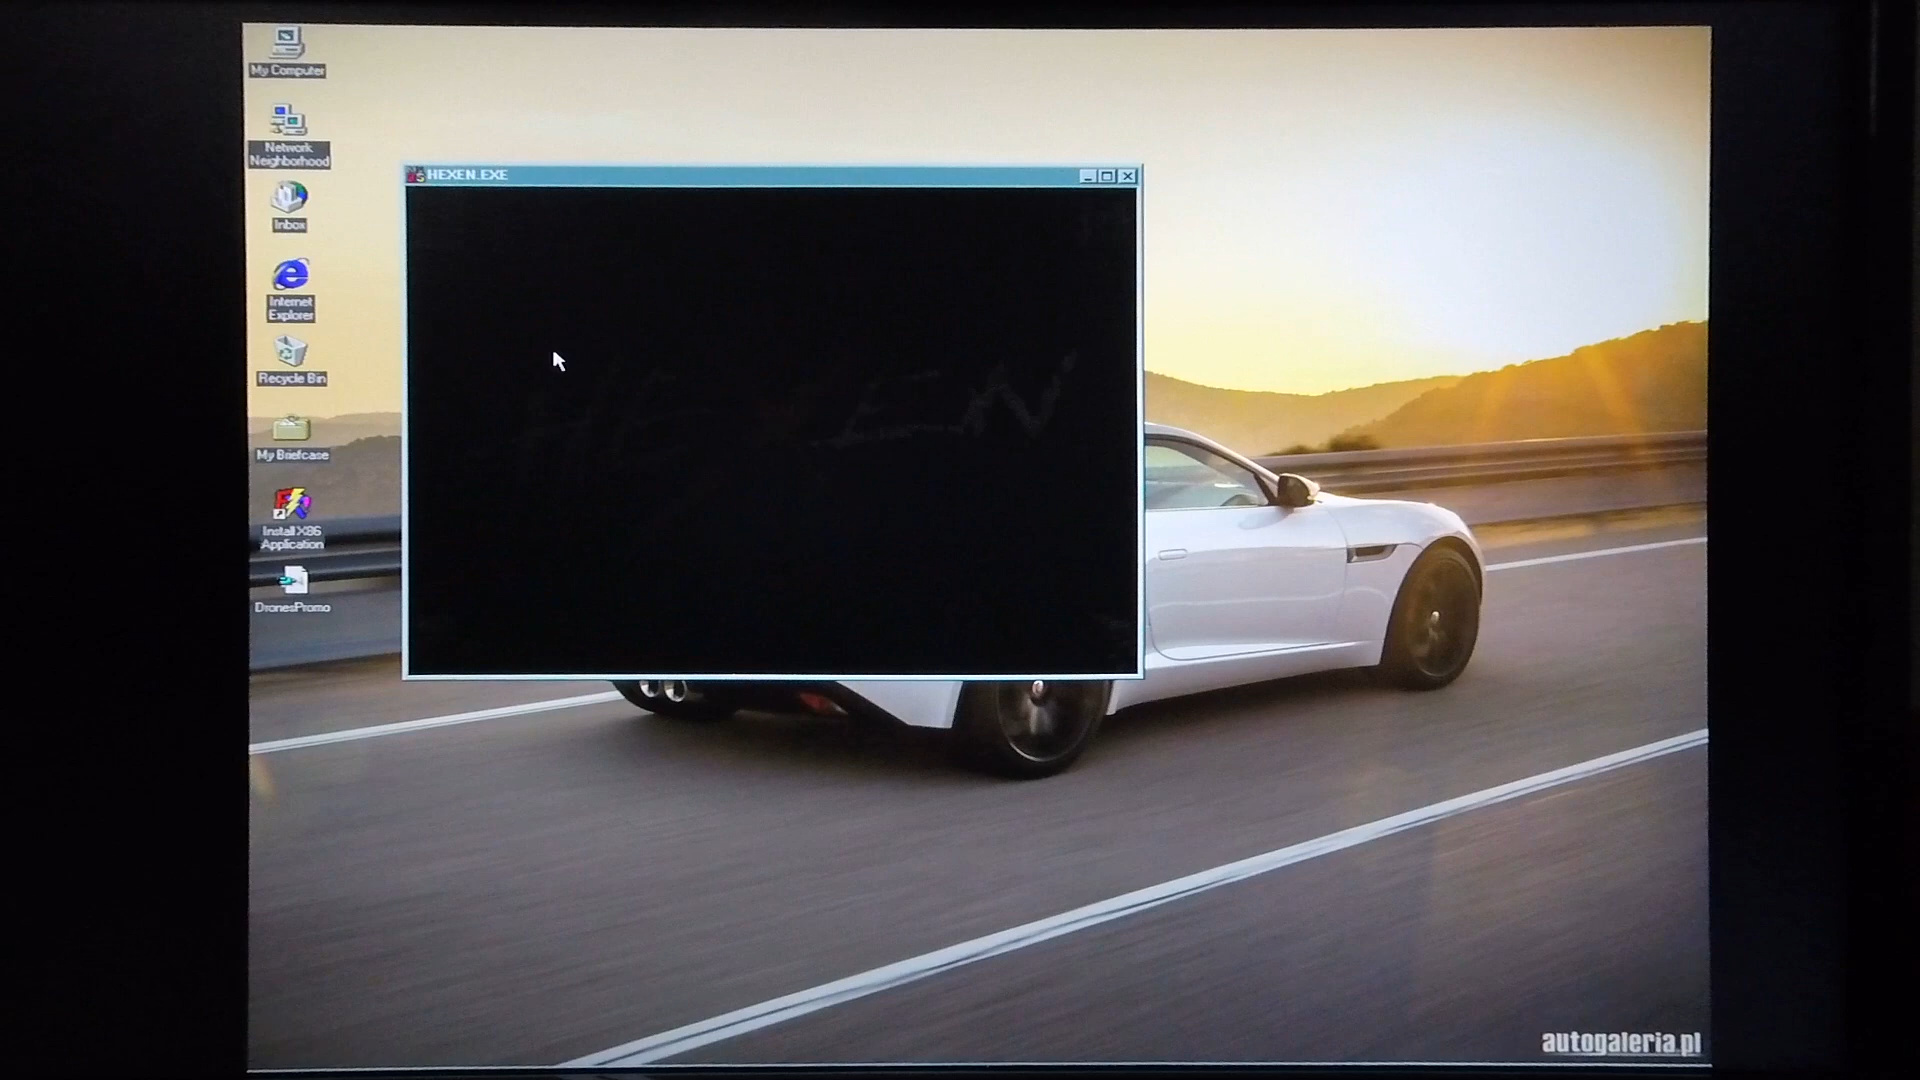 My Computer
Network
Neighborhood
Inbox
Internet
Explorer
Recycle Bin
My Briefcase
Install X86
Application
DronesPromo
HEXEN.EXE
HEXEN
autogaleria.pl